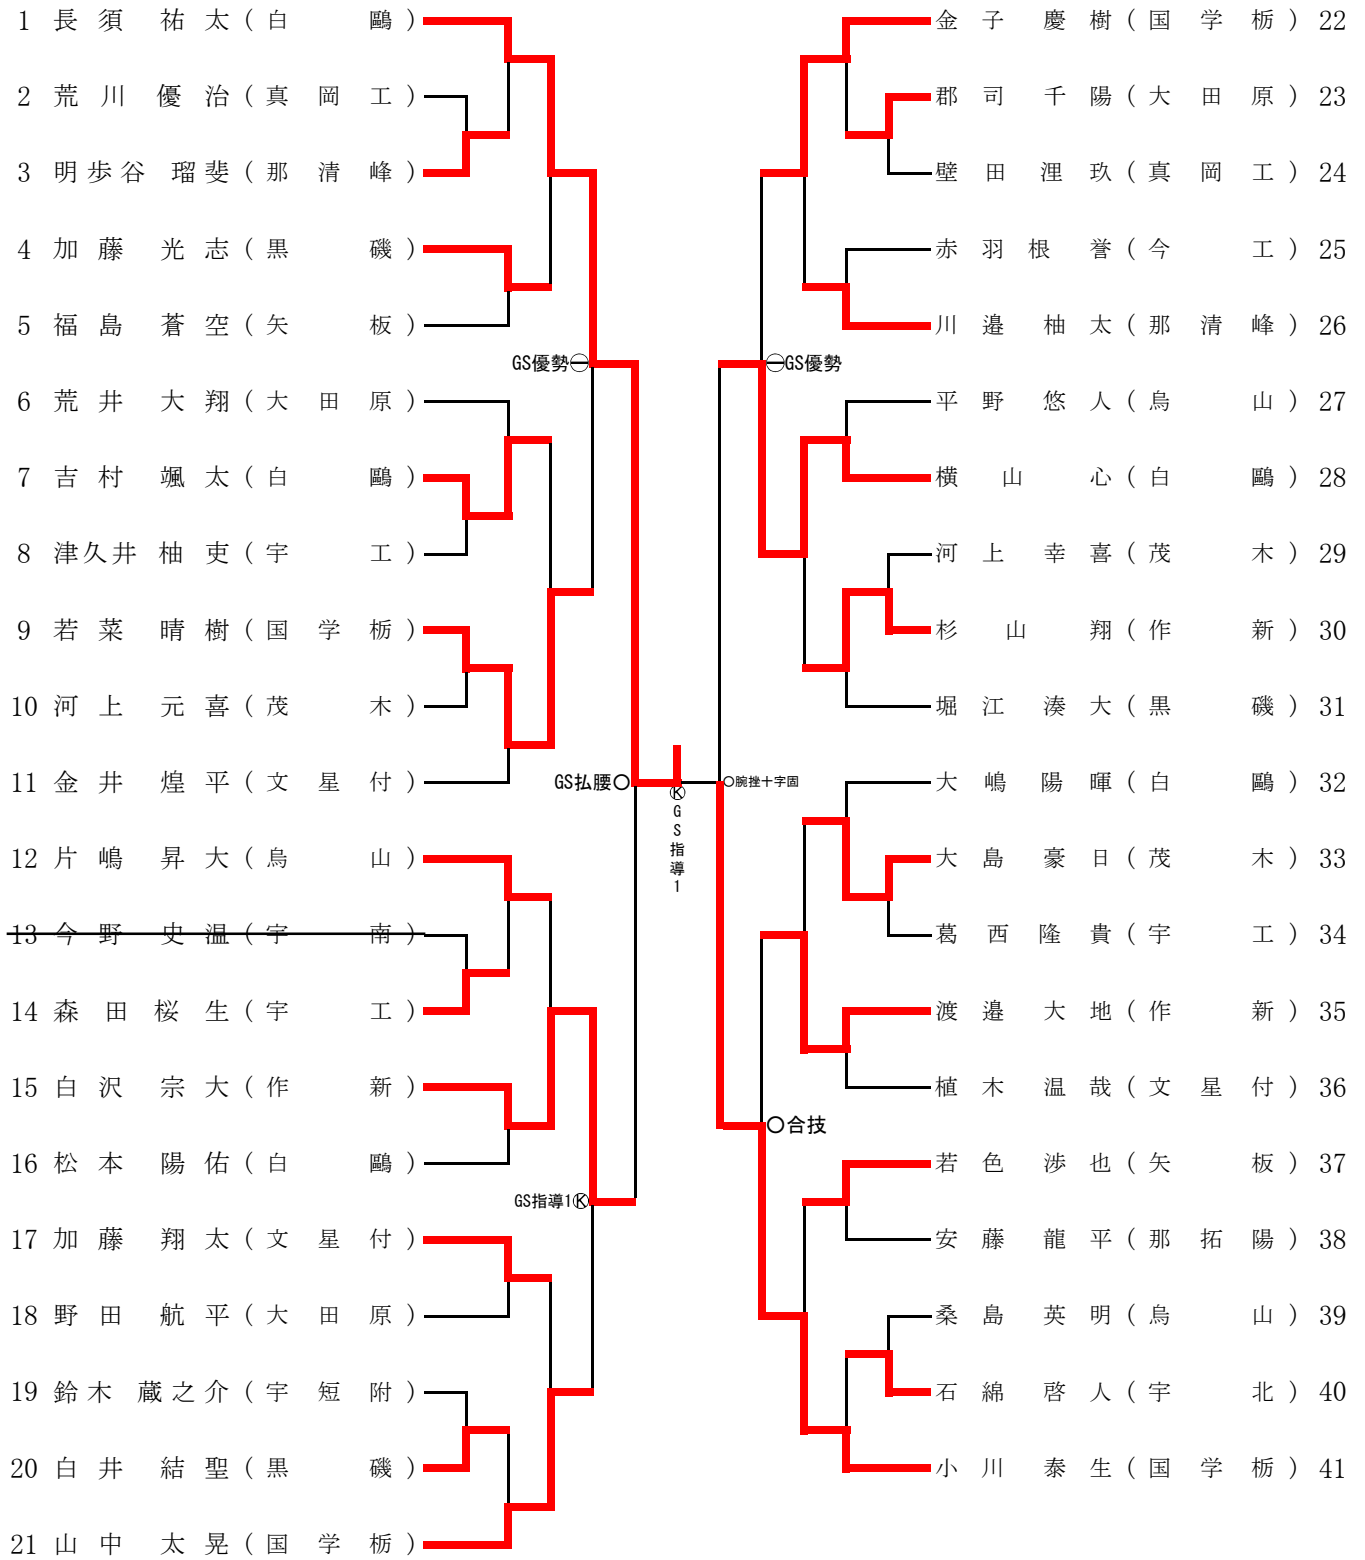 1 長須 祐太(白鷗)
2 荒川 優治(真岡工)
3 明歩谷 瑠斐(那清峰)
4 加藤 光志(黒磯)
5 福島 蒼空(矢板)
GS優勢
6 荒井 大翔(大田原)
7 吉村 颯太(白鷗)
8 津久井 柚吏(宇工)
9 若菜 晴樹(国学栃)
10 河上 元喜(茂木)
11 金井 煌平(文星付)
GS払腰○
12 片嶋 昇大(烏山)
13 今野 史温(宇南)
14 森田 桜生(宇工)
15 白沢 宗大(作新)
16 松本 陽佑(白鷗)
GS指導1Ⓚ
17 加藤 翔太(文星付)
18 野田 航平(大田原)
19 鈴木 蔵之介(宇短附)
20 白井 結聖(黒磯)
21 山中 太晃(国学栃)
ⓀGS指導1
金子 慶樹(国学栃) 22
郡司 千陽(大田原) 23
壁田 浬玖(真岡工) 24
赤羽根 誉(今工) 25
川邉 柚太(那清峰) 26
GS優勢
平野 悠人(烏山) 27
横山 心(白鷗) 28
河上 幸喜(茂木) 29
杉山 翔(作新) 30
堀江 湊大(黒磯) 31
○腕挫十字固
大嶋 陽暉(白鷗) 32
大島 豪日(茂木) 33
葛西 隆貴(宇工) 34
渡邉 大地(作新) 35
植木 温哉(文星付) 36
○合技
若色 渉也(矢板) 37
安藤 龍平(那拓陽) 38
桑島 英明(烏山) 39
石綿 啓人(宇北) 40
小川 泰生(国学栃) 41